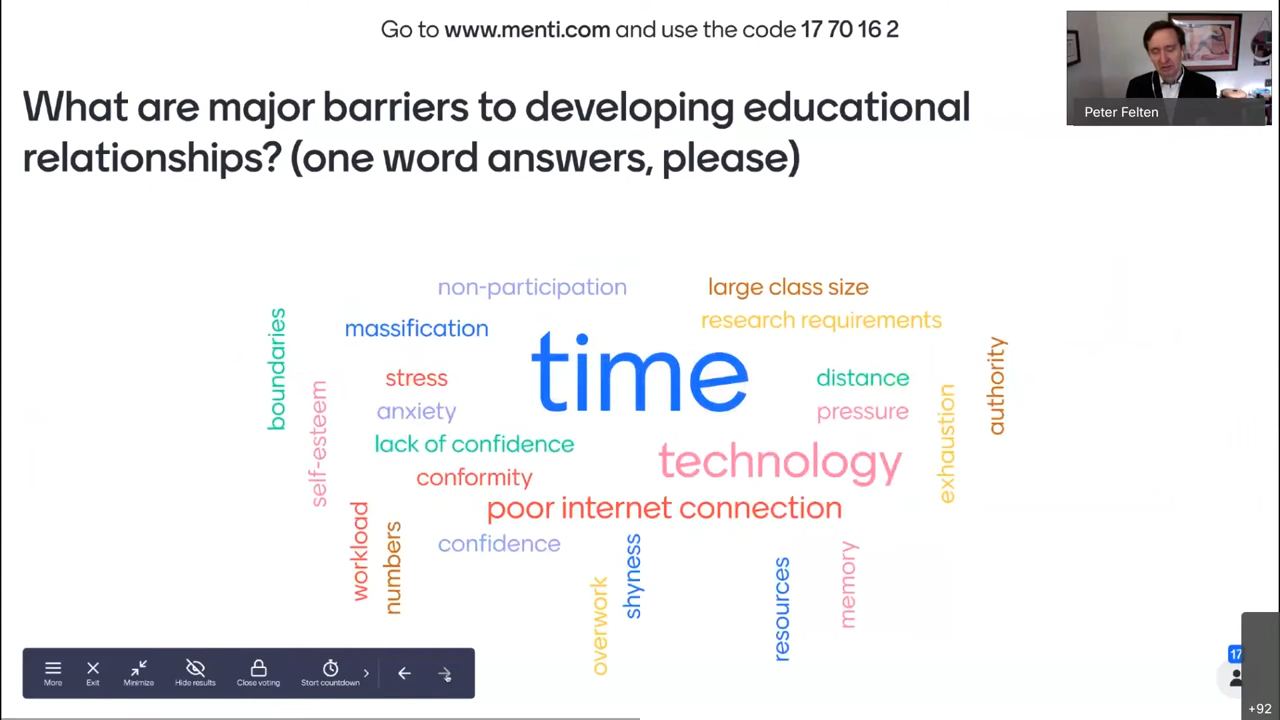 Go to www.menti.com and use the code 17 70 16 2
Peter Felten
What are major barriers to developing educational
relationships? (one word answers, please)
non-participation
large class size
research requirements
massification
boundaries
time
authority
stress
distance
self-esteem
anxiety
pressure
exhaustion
lack of confidence
technology
conformity
poor internet connection
workload
numbers
confidence
shyness
overwork
resources
memory
More
Exit
Minimize
Hide results
Close voting
Start countdown
17
+92